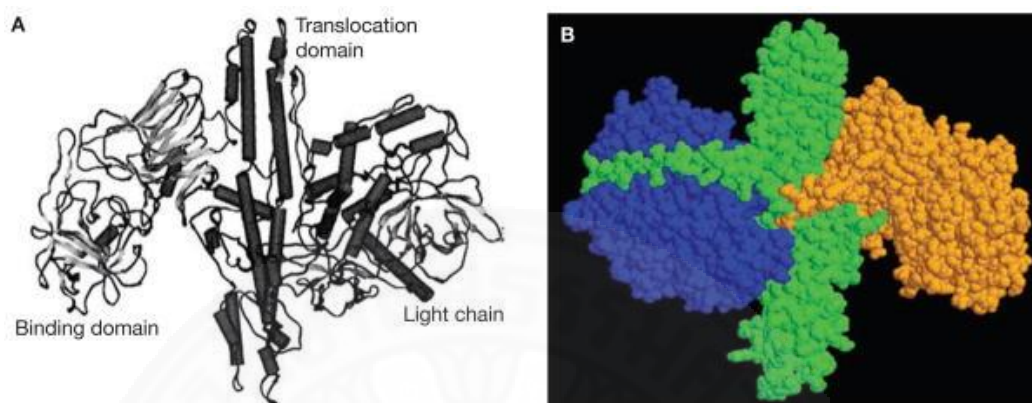 A
Translocation
domain
Binding domain
Light chain
B